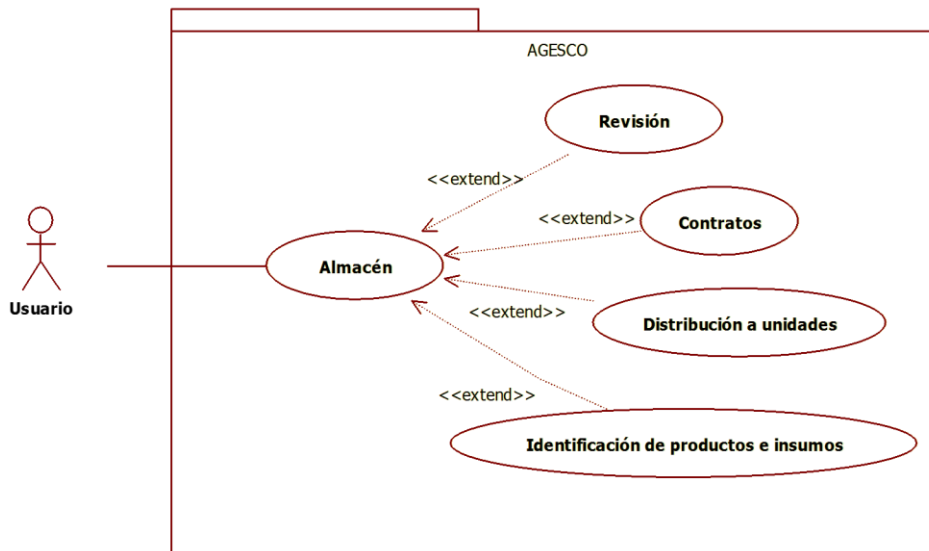 AGESCO
Revisión
<<extend>>
Contratos
<<extend>>
Almacén
Usuario
<<extend>>
Distribución a unidades
<<extend>>
Identificación de productos e insumos